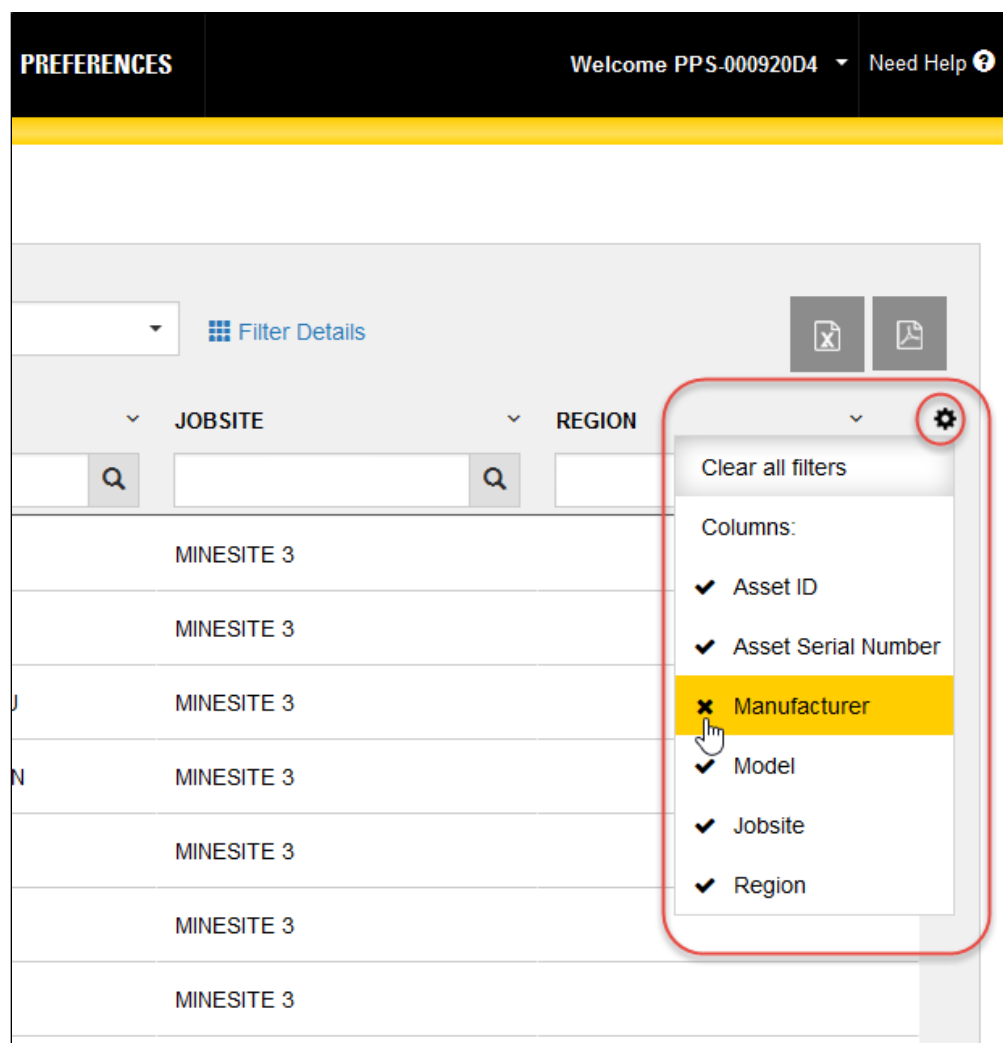 PREFERENCES
Welcome PPS-000920D4
Need Help
Filter Details
JOBSITE
REGION
Clear all filters
Columns:
MINESITE 3
Asset ID
MINESITE 3
Asset Serial Number
J
MINESITE 3
Manufacturer
N
MINESITE 3
Model
MINESITE 3
Jobsite
MINESITE 3
Region
MINESITE 3